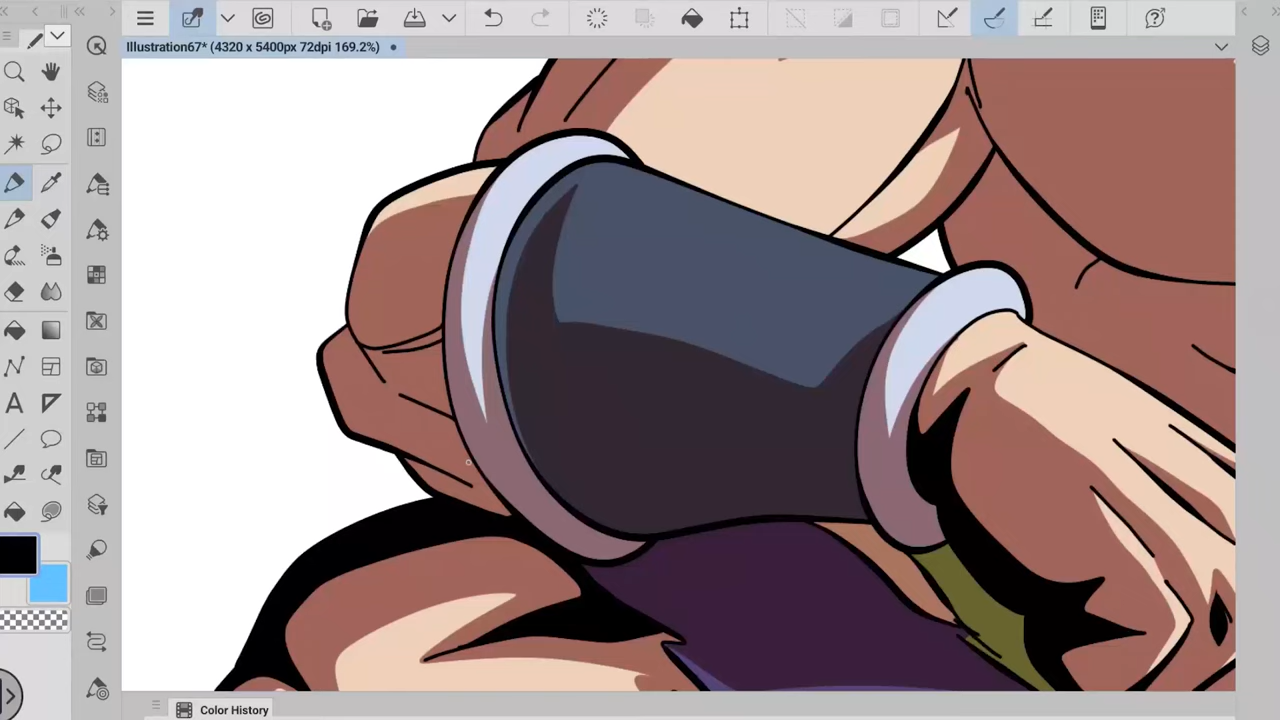 Illustration67* (4320 x 5400px 72dpi 169.2%)
Color History